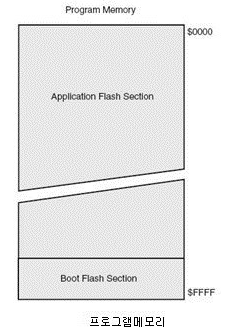 Program Memory
$0000
Application Flash Section
Boot Flash Section
$FFFF
프로그램메모리